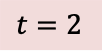 t = 2